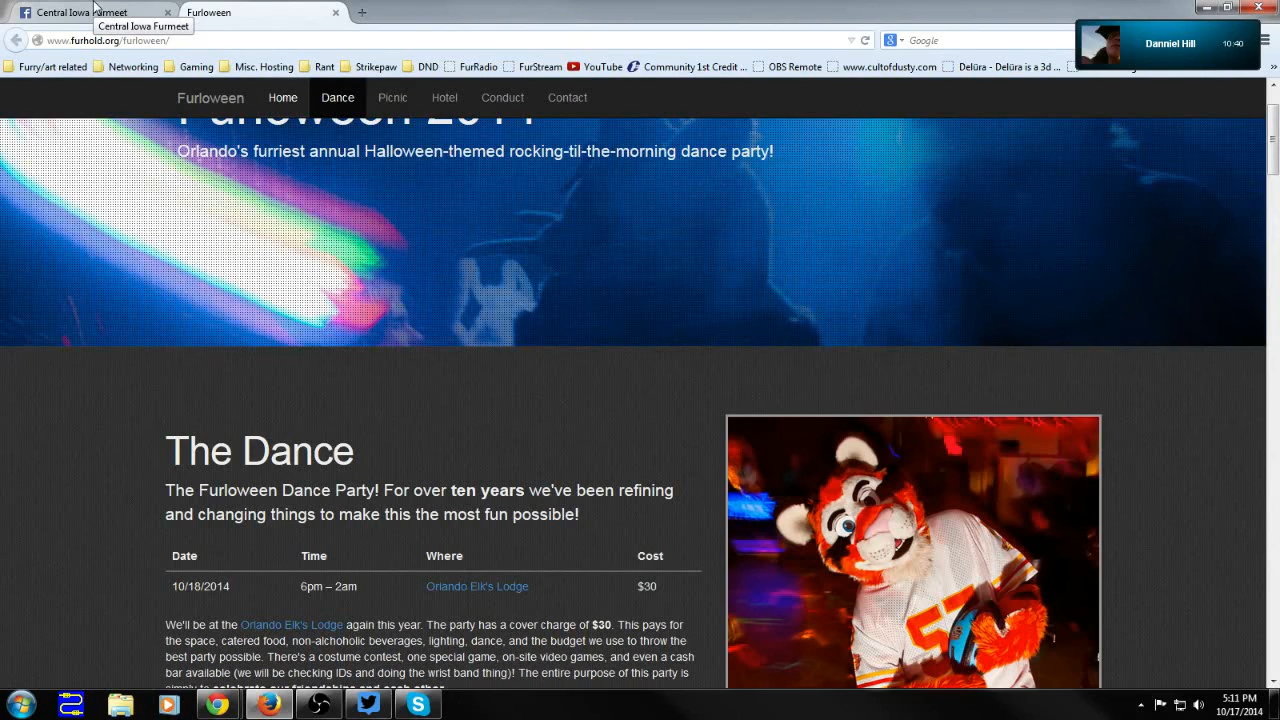 Central Iowa Furmeet
Furloween
Central Iowa Furmeet
www.furhold.org/furloween/
Google
Danniel Hill 10:40
Furry/art related Networking Gaming Misc. Hosting Rant Strikepaw DND FurRadio FurStream YouTube Community 1st Credit ... OBS Remote www.cultofdusty.com Delúra - Delúra is a 3d ...
Furloween Home Dance Picnic Hotel Conduct Contact
Orlando's furriest annual Halloween-themed rocking-til-the-morning dance party!
The Dance
The Furloween Dance Party! For over ten years we've been refining
and changing things to make this the most fun possible!
Date Time Where Cost
10/18/2014 6pm – 2am Orlando Elk's Lodge $30
We'll be at the Orlando Elk's Lodge again this year. The party has a cover charge of $30. This pays for
the space, catered food, non-alchoholic beverages, lighting, dance, and the budget we use to throw the
best party possible. There's a costume contest, one special game, on-site video games, and even a cash
bar available (we will be checking IDs and doing the wrist band thing)! The entire purpose of this party is
5:11 PM
10/17/2014